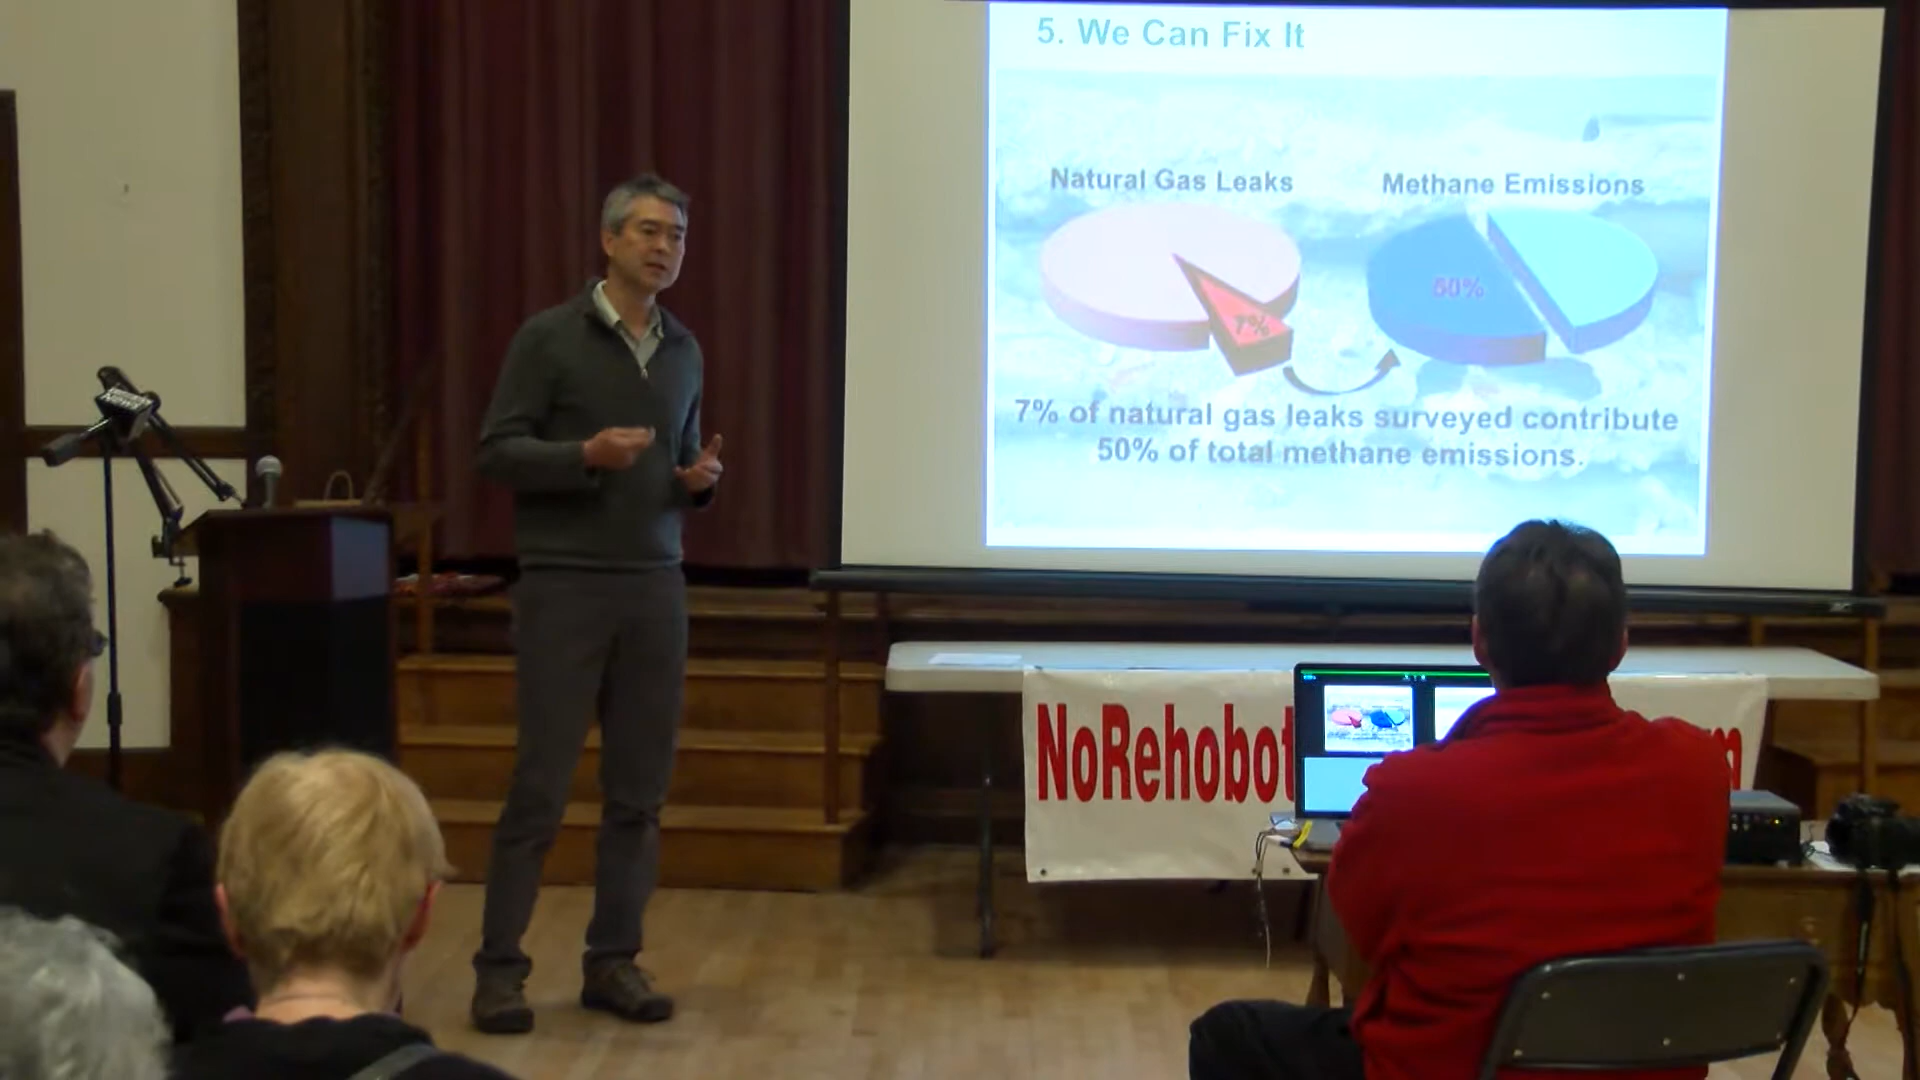 5. We Can Fix It
Natural Gas Leaks
Methane Emissions
7%
50%
7% of natural gas leaks surveyed contribute
50% of total methane emissions.
News
NoRehobot
m